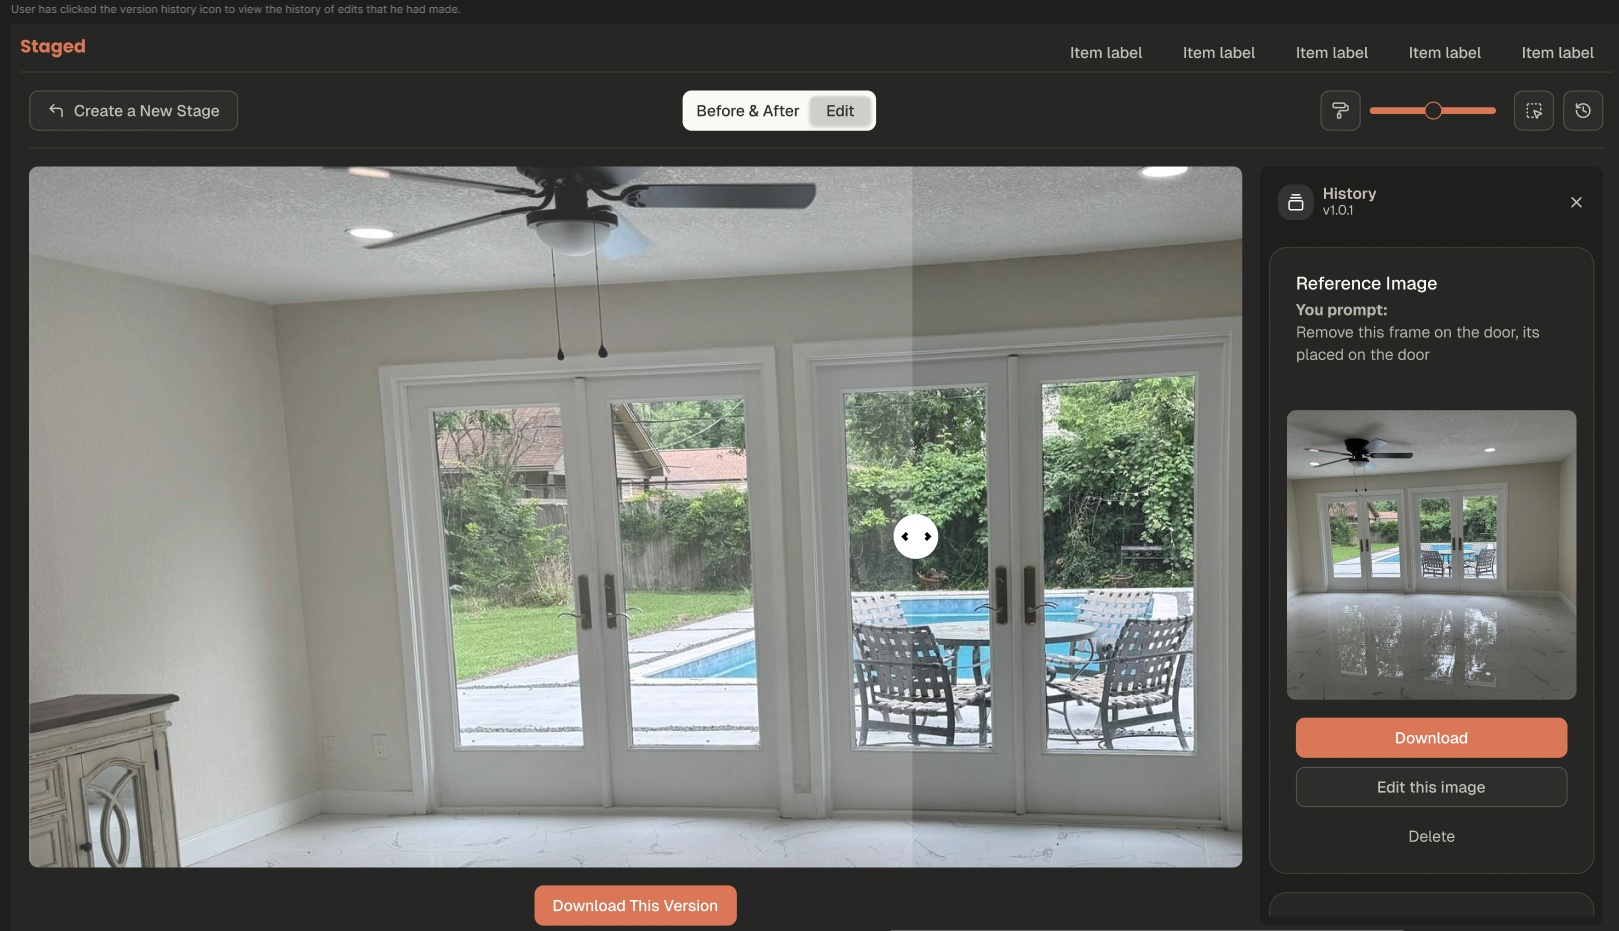 User has clicked the version history icon to view the history of edits that he had made.
Staged
Item label
Item label
Item label
Item label
Item label
Create a New Stage
Before & After
Edit
History
v1.0.1
Reference Image
You prompt:
Remove this frame on the door, its
placed on the door
Download
Edit this image
Delete
Download This Version